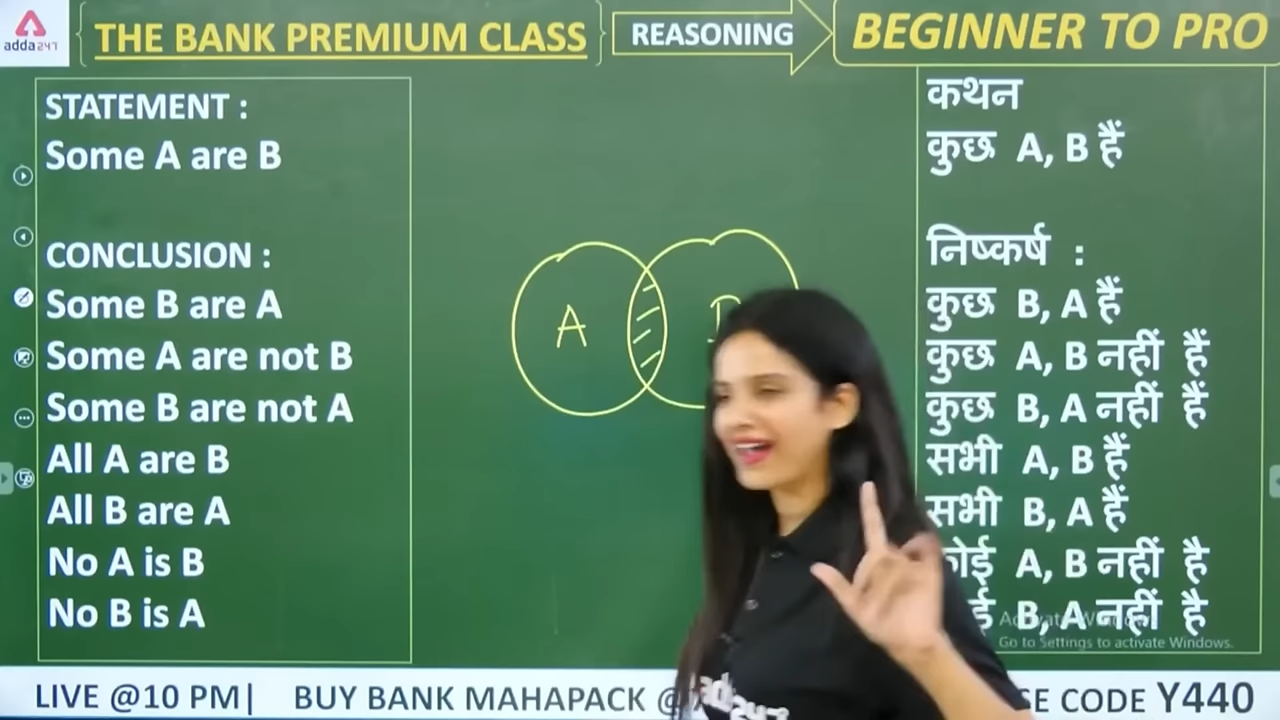 adda247
THE BANK PREMIUM CLASS
REASONING
BEGINNER TO PRO
STATEMENT :
Some A are B
CONCLUSION :
Some B are A
Some A are not B
Some B are not A
All A are B
All B are A
No A is B
No B is A
A
कथन
कुछ A, B हैं
निष्कर्ष :
कुछ B, A हैं
कुछ A, B नहीं हैं
कुछ B, A नहीं हैं
सभी A, B हैं
सभी B, A हैं
A, B नहीं है
B, A नहीं है
Go to Settings to activate Windows.
LIVE @10 PM| BUY BANK MAHAPACK @ CODE Y440